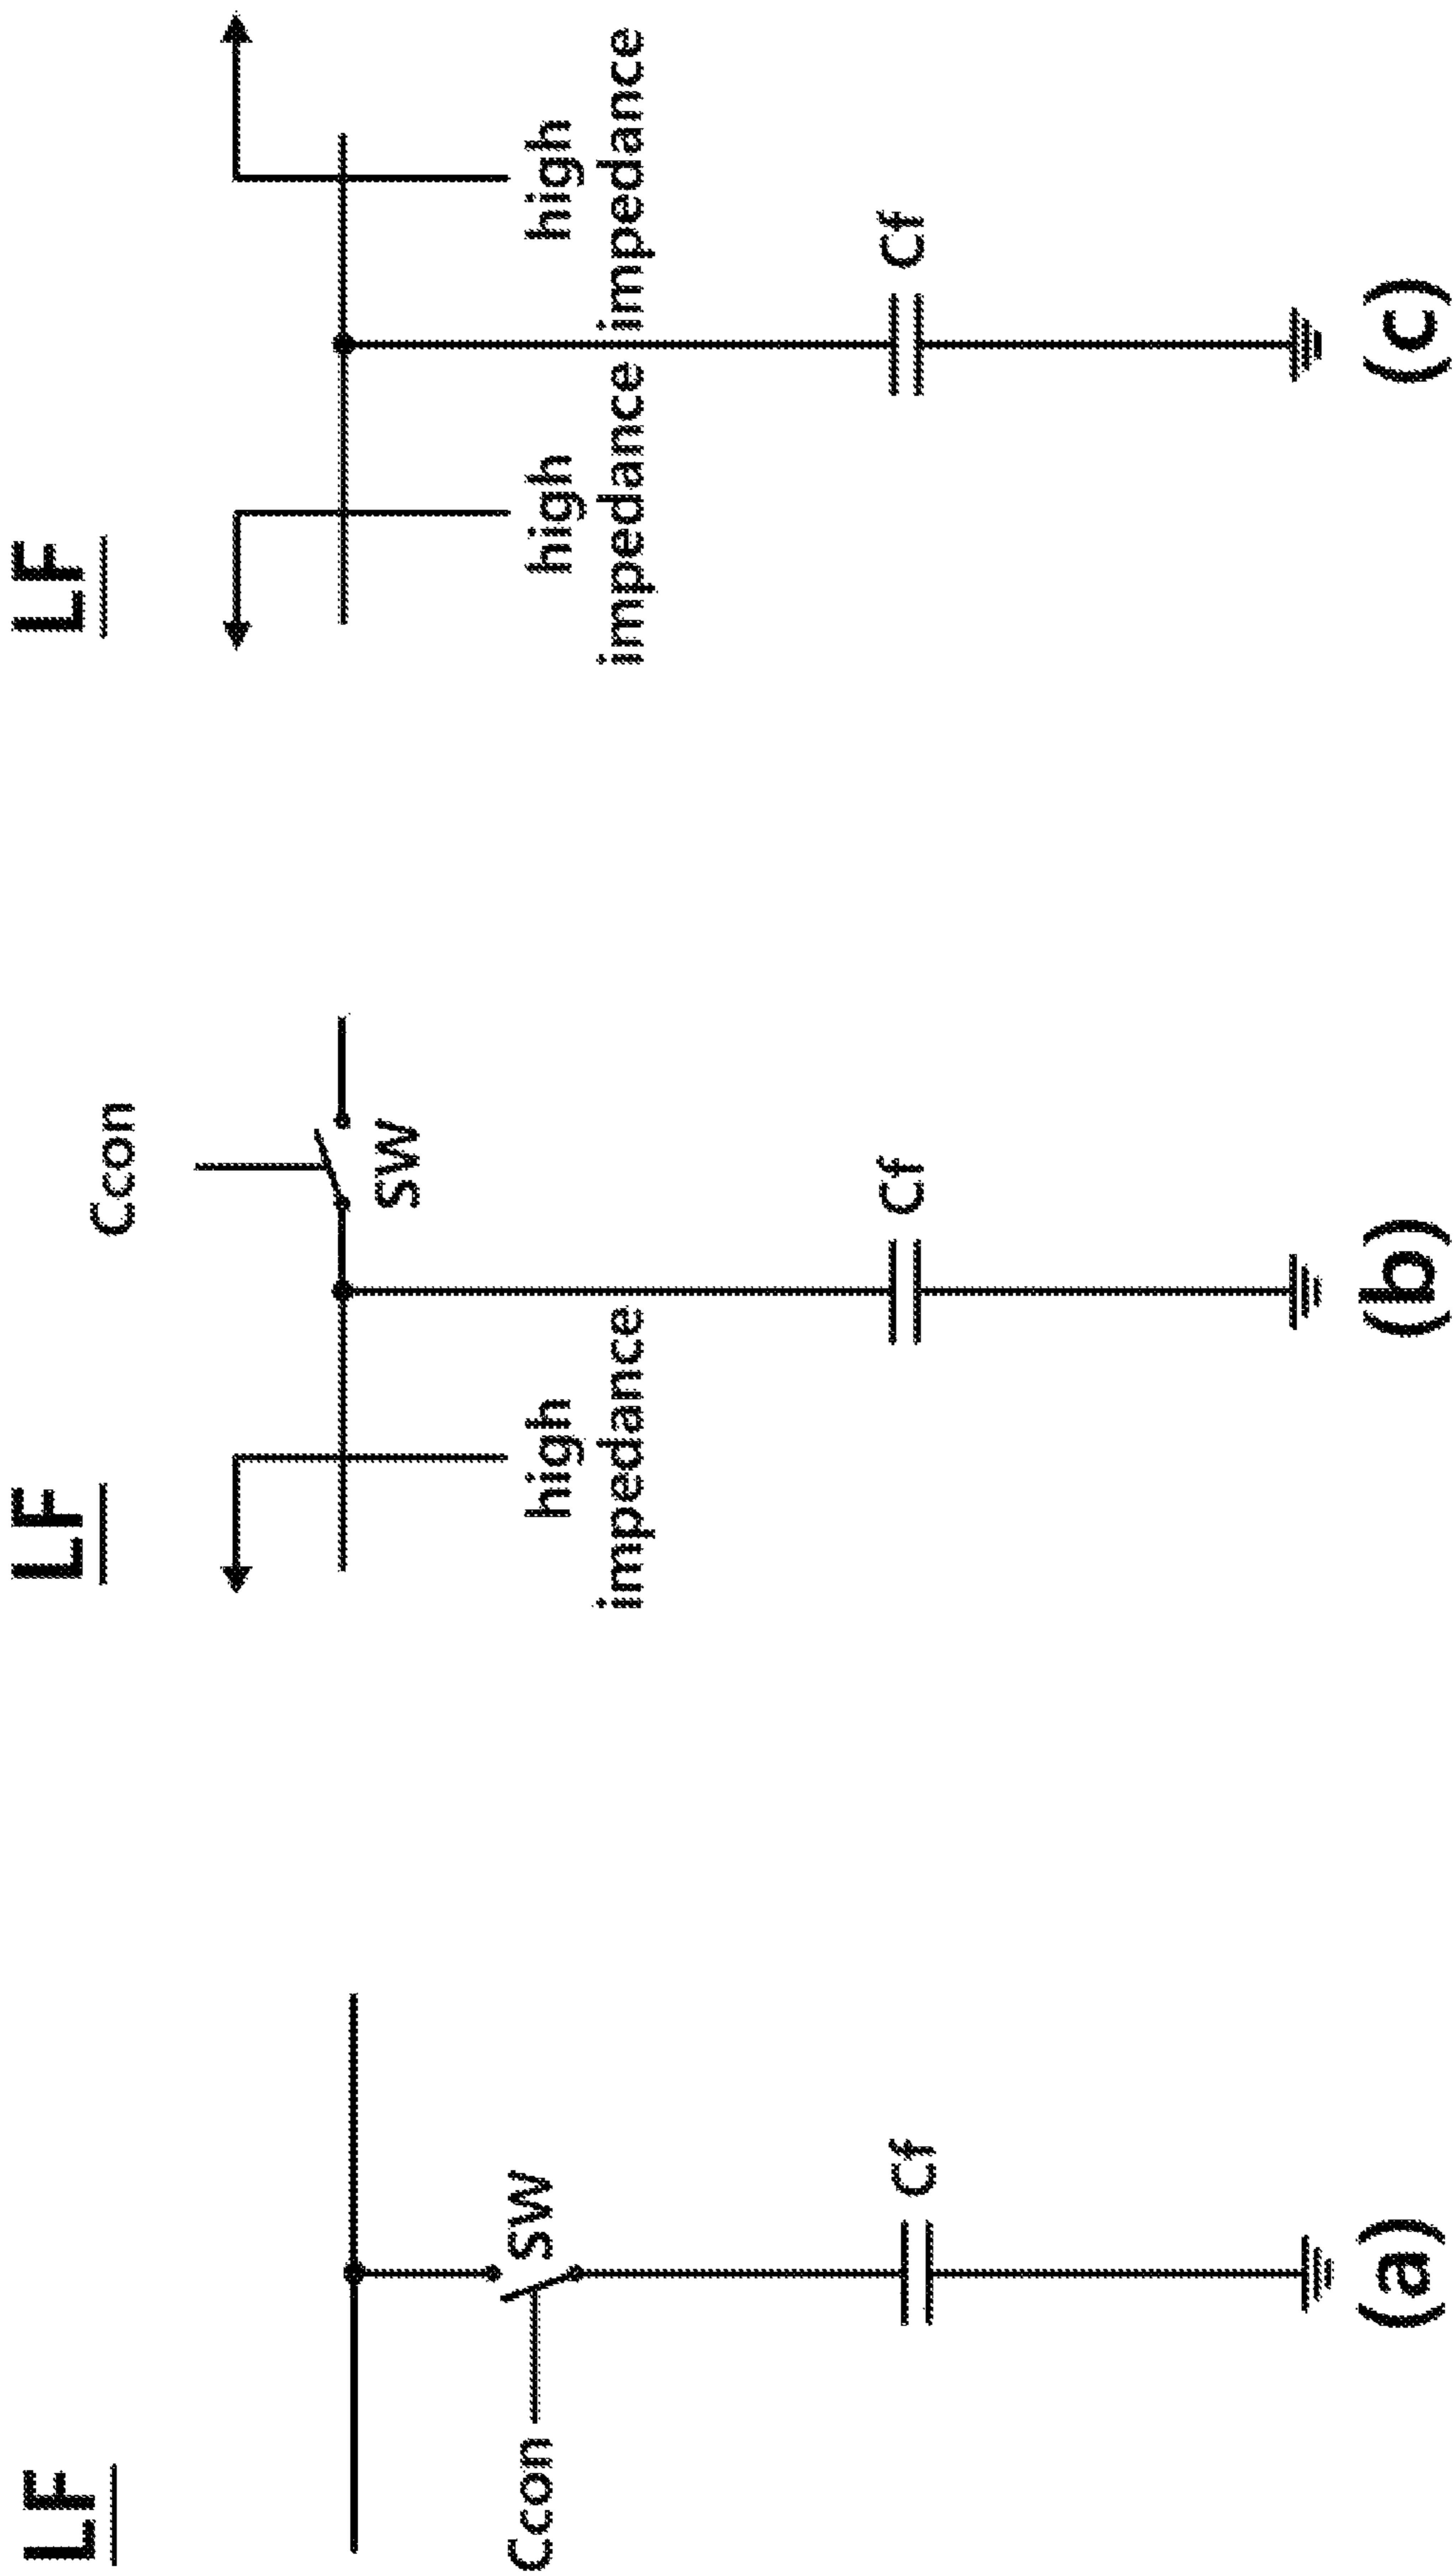 LF
Ccon
SW
Cf
(a)
LF
Ccon
SW
high
impedance
Cf
(b)
LF
high
impedance
high
impedance
Cf
(c)